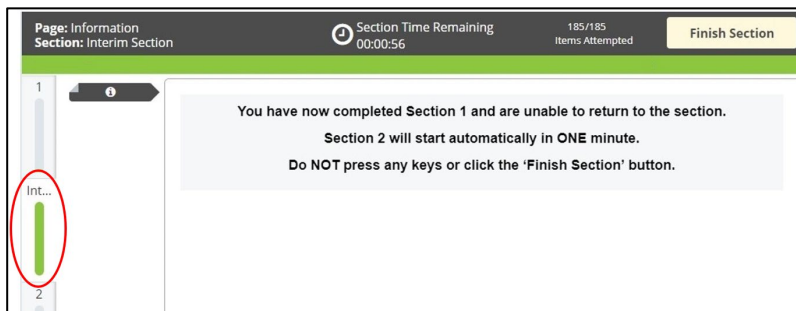 Page: Information
Section: Interim Section
Section Time Remaining
00:00:56
185/185
Items Attempted
Finish Section
1
You have now completed Section 1 and are unable to return to the section.
Section 2 will start automatically in ONE minute.
Do NOT press any keys or click the ‘Finish Section’ button.
Int...
2